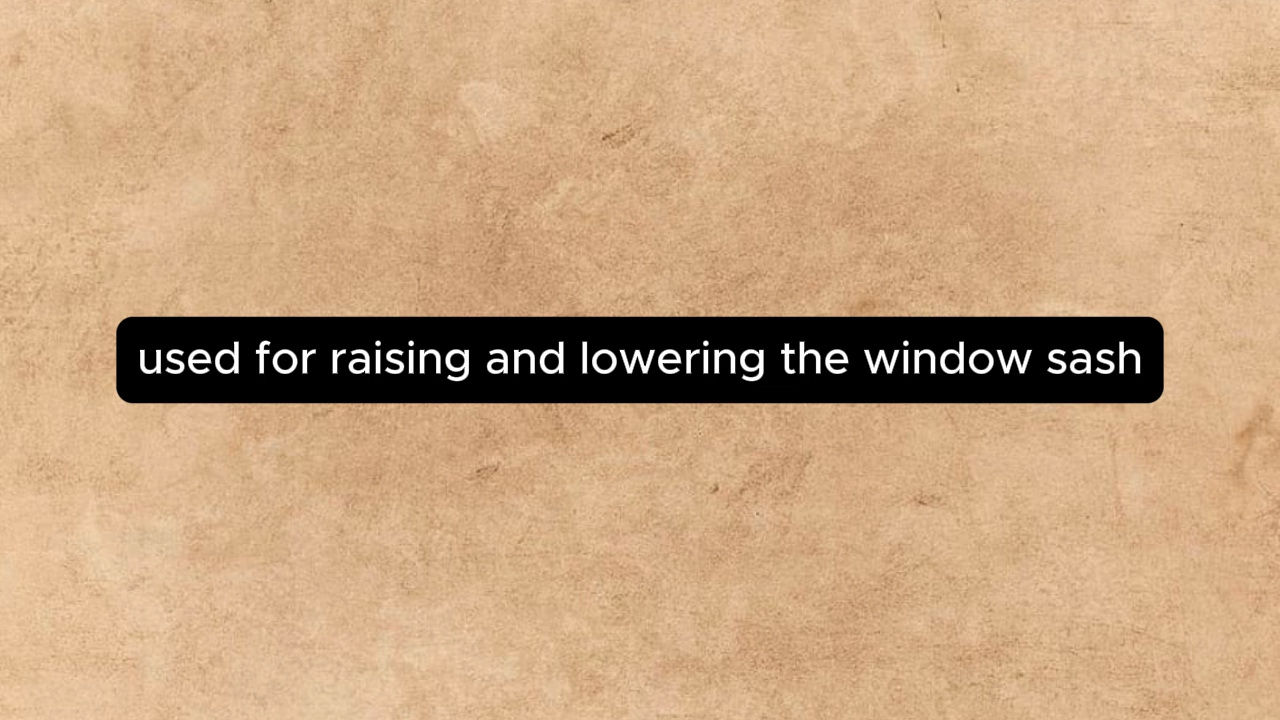 used for raising and lowering the window sash